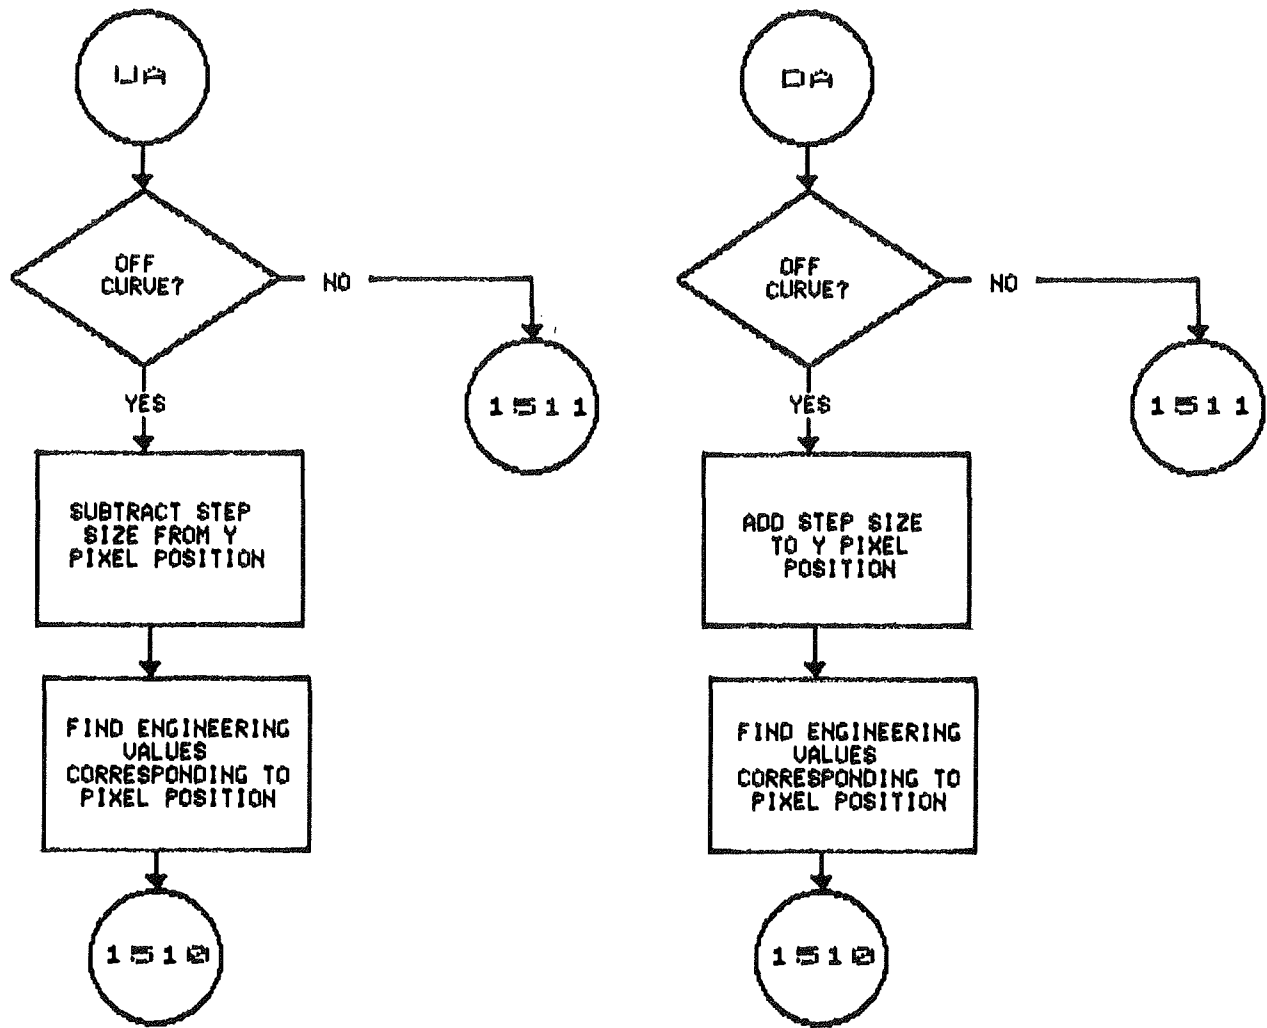 UA
OFF
CURVE?
NO
1511
YES
SUBTRACT STEP
SIZE FROM Y
PIXEL POSITION
FIND ENGINEERING
VALUES
CORRESPONDING TO
PIXEL POSITION
1510
DA
OFF
CURVE?
NO
1511
YES
ADD STEP SIZE
TO Y PIXEL
POSITION
FIND ENGINEERING
VALUES
CORRESPONDING TO
PIXEL POSITION
1510